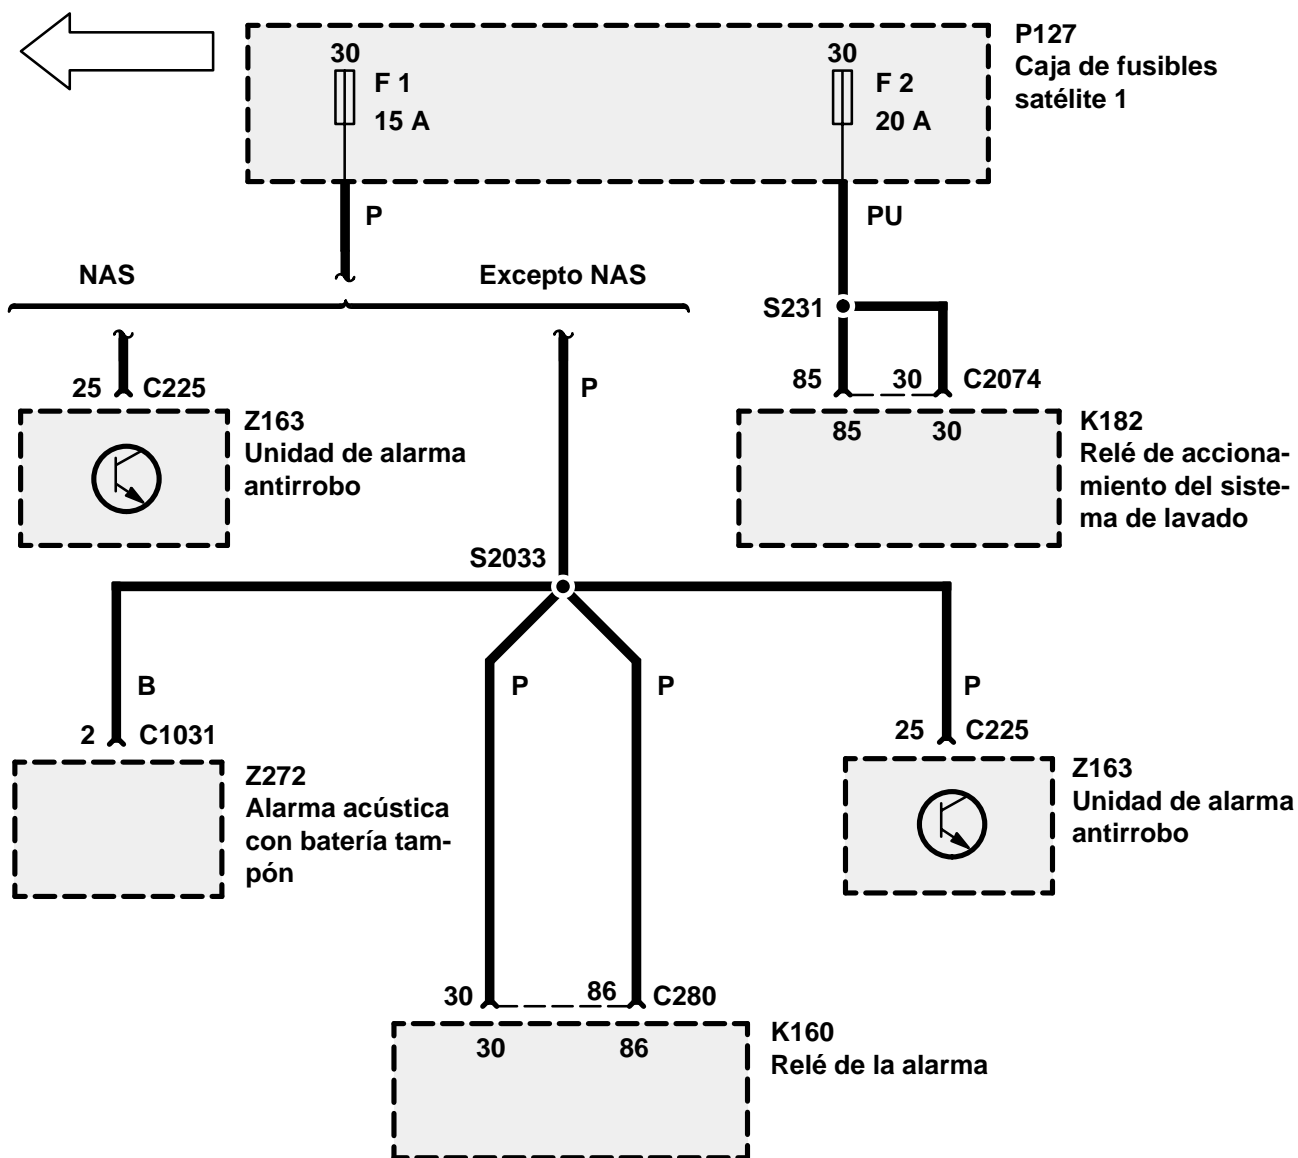 30
F 1
15 A
30
F 2
20 A
P127
Caja de fusibles
satélite 1
P
PU
NAS
Excepto NAS
S231
25
C225
P
85
30
C2074
Z163
Unidad de alarma
antirrobo
85
30
K182
Relé de acciona-
miento del siste-
ma de lavado
S2033
B
P
P
P
2
C1031
25
C225
Z272
Alarma acústica
con batería tam-
pón
Z163
Unidad de alarma
antirrobo
30
86
C280
30
86
K160
Relé de la alarma